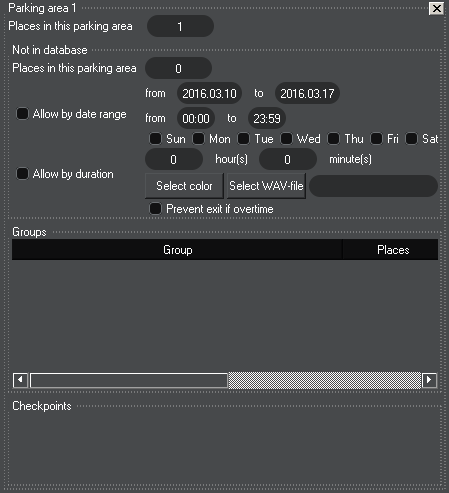 Parking area 1
Places in this parking area 1
Not in database
Places in this parking area 0
from 2016.03.10 to 2016.03.17
Allow by date range
from 00:00 to 23:59
Sun Mon Tue Wed Thu Fri Sat
0 hour(s) 0 minute(s)
Allow by duration
Select color Select WAV-file
Prevent exit if overtime
Groups
Group Places
Checkpoints